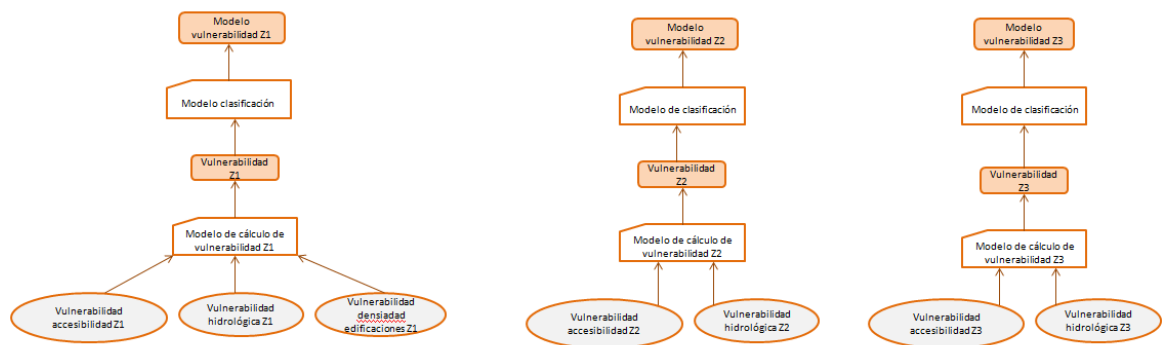 Modelo
vulnerabilidad Z1
Modelo clasificación
Vulnerabilidad
Z1
Modelo de cálculo de
vulnerabilidad Z1
Vulnerabilidad
accesibilidad Z1
Vulnerabilidad
hidrológica Z1
Vulnerabilidad
densiadad
edificaciones Z1
Modelo
vulnerabilidad Z2
Modelo de clasificación
Vulnerabilidad
Z2
Modelo de cálculo de
vulnerabilidad Z2
Vulnerabilidad
accesibilidad Z2
Vulnerabilidad
hidrológica Z2
Modelo
vulnerabilidad Z3
Modelo de clasificación
Vulnerabilidad
Z3
Modelo de cálculo de
vulnerabilidad Z3
Vulnerabilidad
accesibilidad Z3
Vulnerabilidad
hidrológica Z3